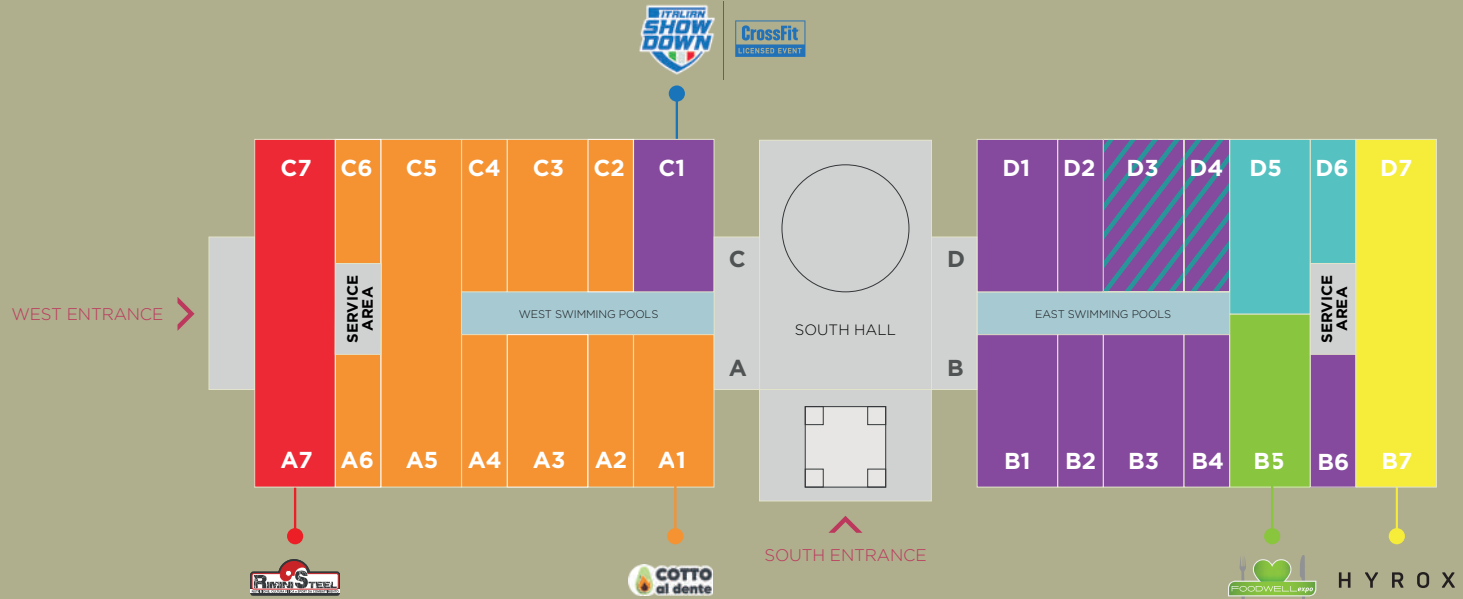 ITALIAN
SHOW
DOWN
CrossFit
LICENSED EVENT
C7 C6 C5 C4 C3 C2 C1
D1 D2 D3 D4 D5 D6 D7
C
D
WEST ENTRANCE
SERVICE
AREA
WEST SWIMMING POOLS
SOUTH HALL
EAST SWIMMING POOLS
SERVICE
AREA
A
B
A7 A6 A5 A4 A3 A2 A1
B1 B2 B3 B4 B5 B6 B7
SOUTH ENTRANCE
RIMINI STEEL
COTTO
al dente
FOODWELL expo
HYROX